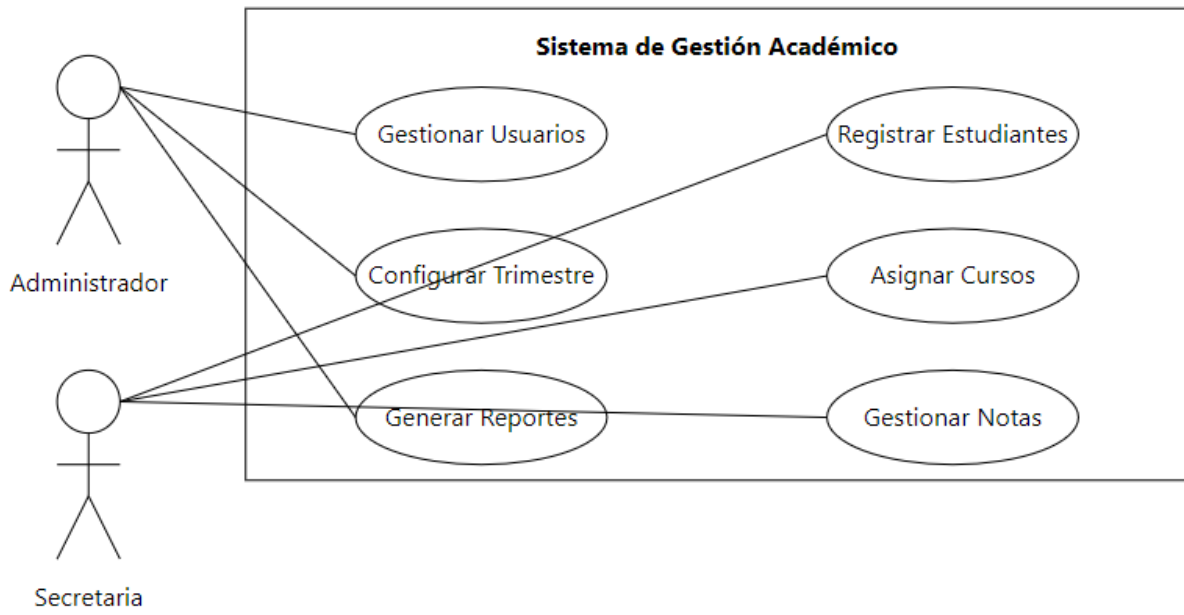 Sistema de Gestión Académico
Gestionar Usuarios
Registrar Estudiantes
Configurar Trimestre
Asignar Cursos
Administrador
Generar Reportes
Gestionar Notas
Secretaria